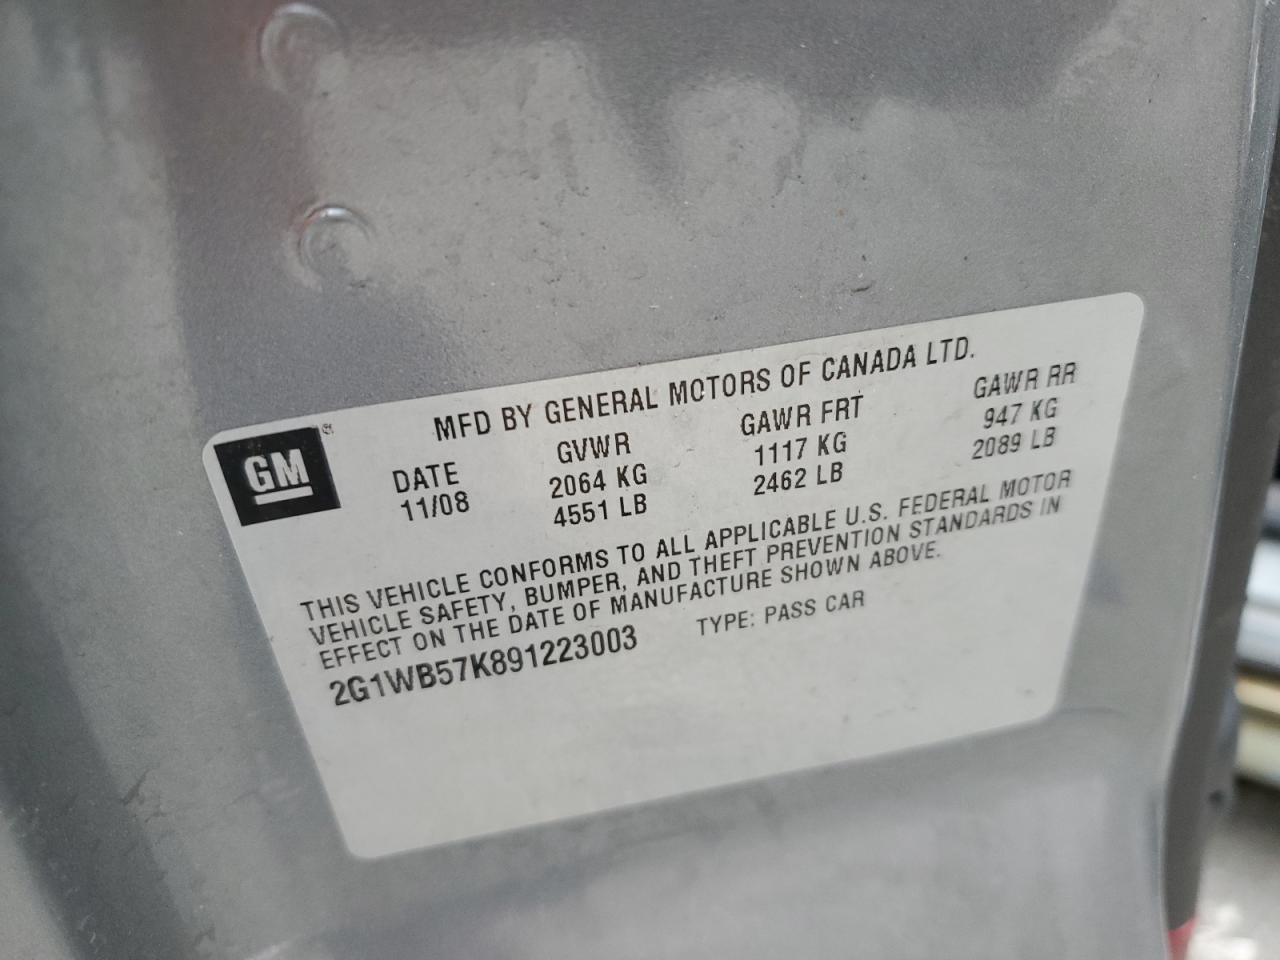 MFD BY GENERAL MOTORS OF CANADA LTD.
GM ®
DATE GVWR GAWR FRT GAWR RR
11/08 2064 KG 1117 KG 947 KG
4551 LB 2462 LB 2089 LB
THIS VEHICLE CONFORMS TO ALL APPLICABLE U.S. FEDERAL MOTOR
VEHICLE SAFETY, BUMPER, AND THEFT PREVENTION STANDARDS IN
EFFECT ON THE DATE OF MANUFACTURE SHOWN ABOVE.
2G1WB57K891223003 TYPE: PASS CAR